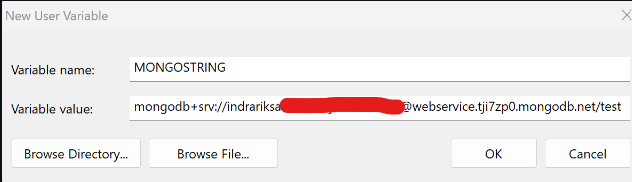 New User Variable
Variable name: MONGOSTRING
Variable value: mongodb+srv://indrariksa @webservice.tji7zp0.mongodb.net/test
Browse Directory... Browse File... OK Cancel